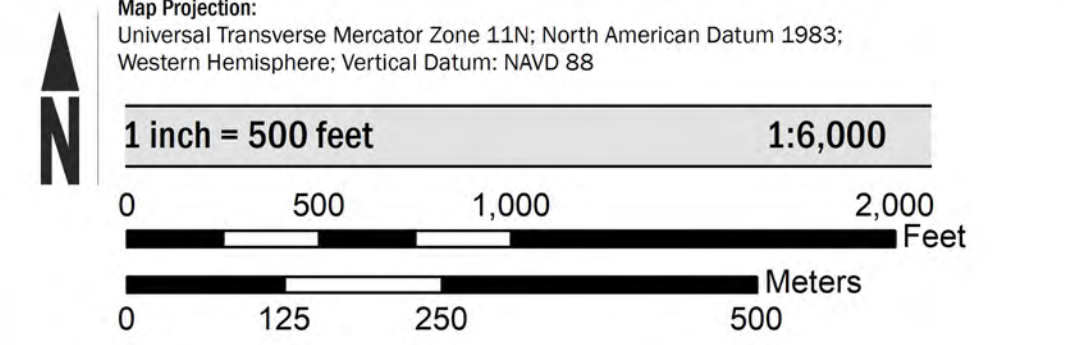 Map Projection:
Universal Transverse Mercator Zone 11N; North American Datum 1983;
Western Hemisphere; Vertical Datum: NAVD 88
N
1 inch = 500 feet 1:6,000
0 500 1,000 2,000
Feet
Meters
0 125 250 500